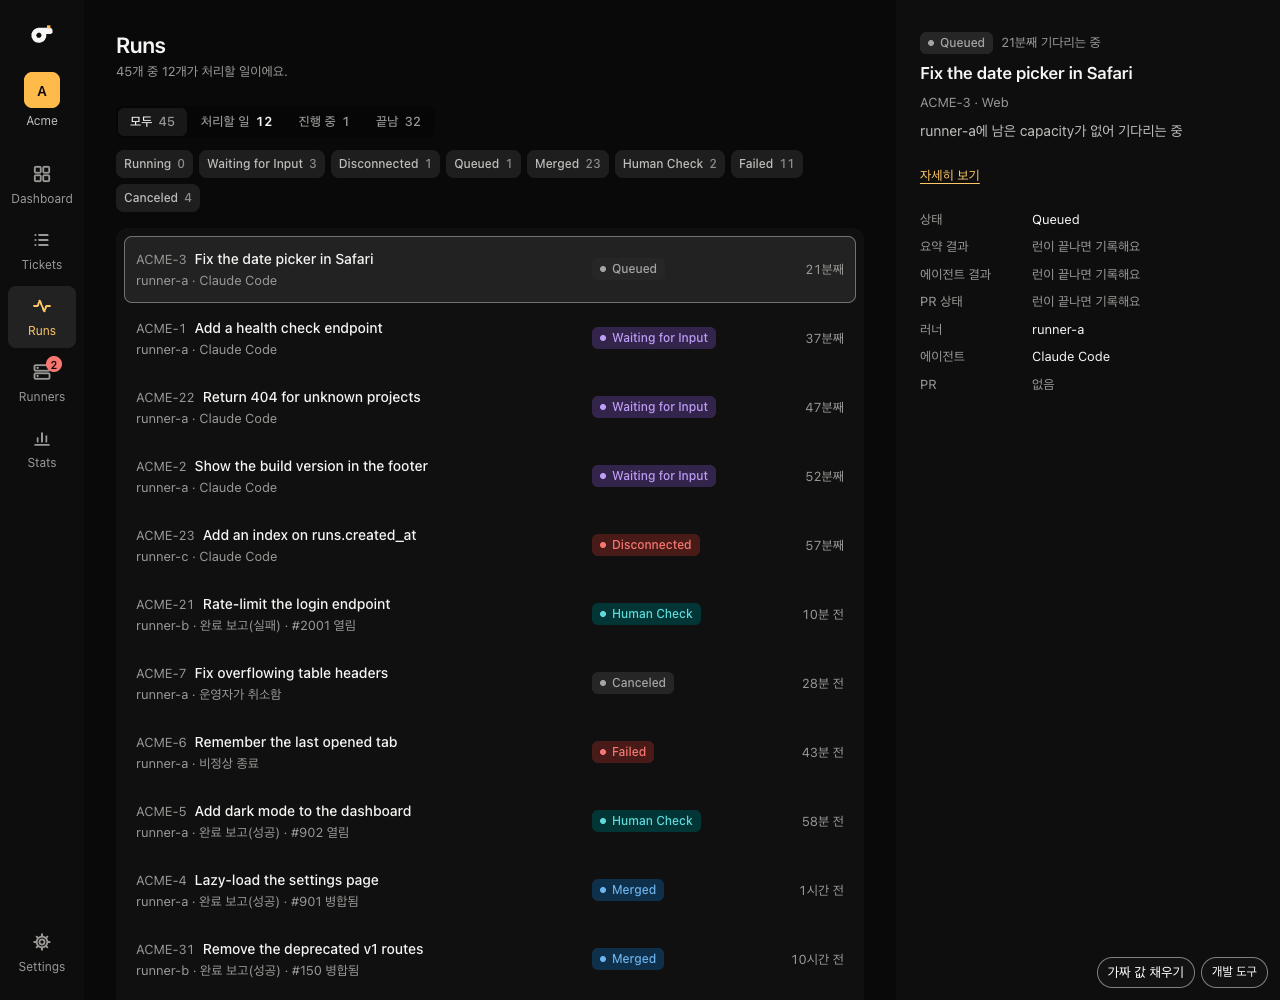 A
Acme
Dashboard
Tickets
Runs
2
Runners
Stats
Settings
Runs
45개 중 12개가 처리할 일이에요.
모두 45 처리할 일 12 진행 중 1 끝남 32
Running 0 Waiting for Input 3 Disconnected 1 Queued 1 Merged 23 Human Check 2 Failed 11
Canceled 4
ACME-3 Fix the date picker in Safari
runner-a · Claude Code
Queued
21분째
ACME-1 Add a health check endpoint
runner-a · Claude Code
Waiting for Input
37분째
ACME-22 Return 404 for unknown projects
runner-a · Claude Code
Waiting for Input
47분째
ACME-2 Show the build version in the footer
runner-a · Claude Code
Waiting for Input
52분째
ACME-23 Add an index on runs.created_at
runner-c · Claude Code
Disconnected
57분째
ACME-21 Rate-limit the login endpoint
runner-b · 완료 보고(실패) · #2001 열림
Human Check
10분 전
ACME-7 Fix overflowing table headers
runner-a · 운영자가 취소함
Canceled
28분 전
ACME-6 Remember the last opened tab
runner-a · 비정상 종료
Failed
43분 전
ACME-5 Add dark mode to the dashboard
runner-a · 완료 보고(성공) · #902 열림
Human Check
58분 전
ACME-4 Lazy-load the settings page
runner-a · 완료 보고(성공) · #901 병합됨
Merged
1시간 전
ACME-31 Remove the deprecated v1 routes
runner-b · 완료 보고(성공) · #150 병합됨
Merged
10시간 전
Queued 21분째 기다리는 중
Fix the date picker in Safari
ACME-3 · Web
runner-a에 남은 capacity가 없어 기다리는 중
자세히 보기
상태 Queued
요약 결과 런이 끝나면 기록해요
에이전트 결과 런이 끝나면 기록해요
PR 상태 런이 끝나면 기록해요
러너 runner-a
에이전트 Claude Code
PR 없음
가짜 값 채우기 개발 도구